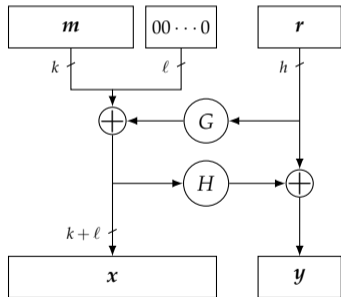 m 00···0 r
k ℓ h
⊕ G
H ⊕
k+ℓ
x y